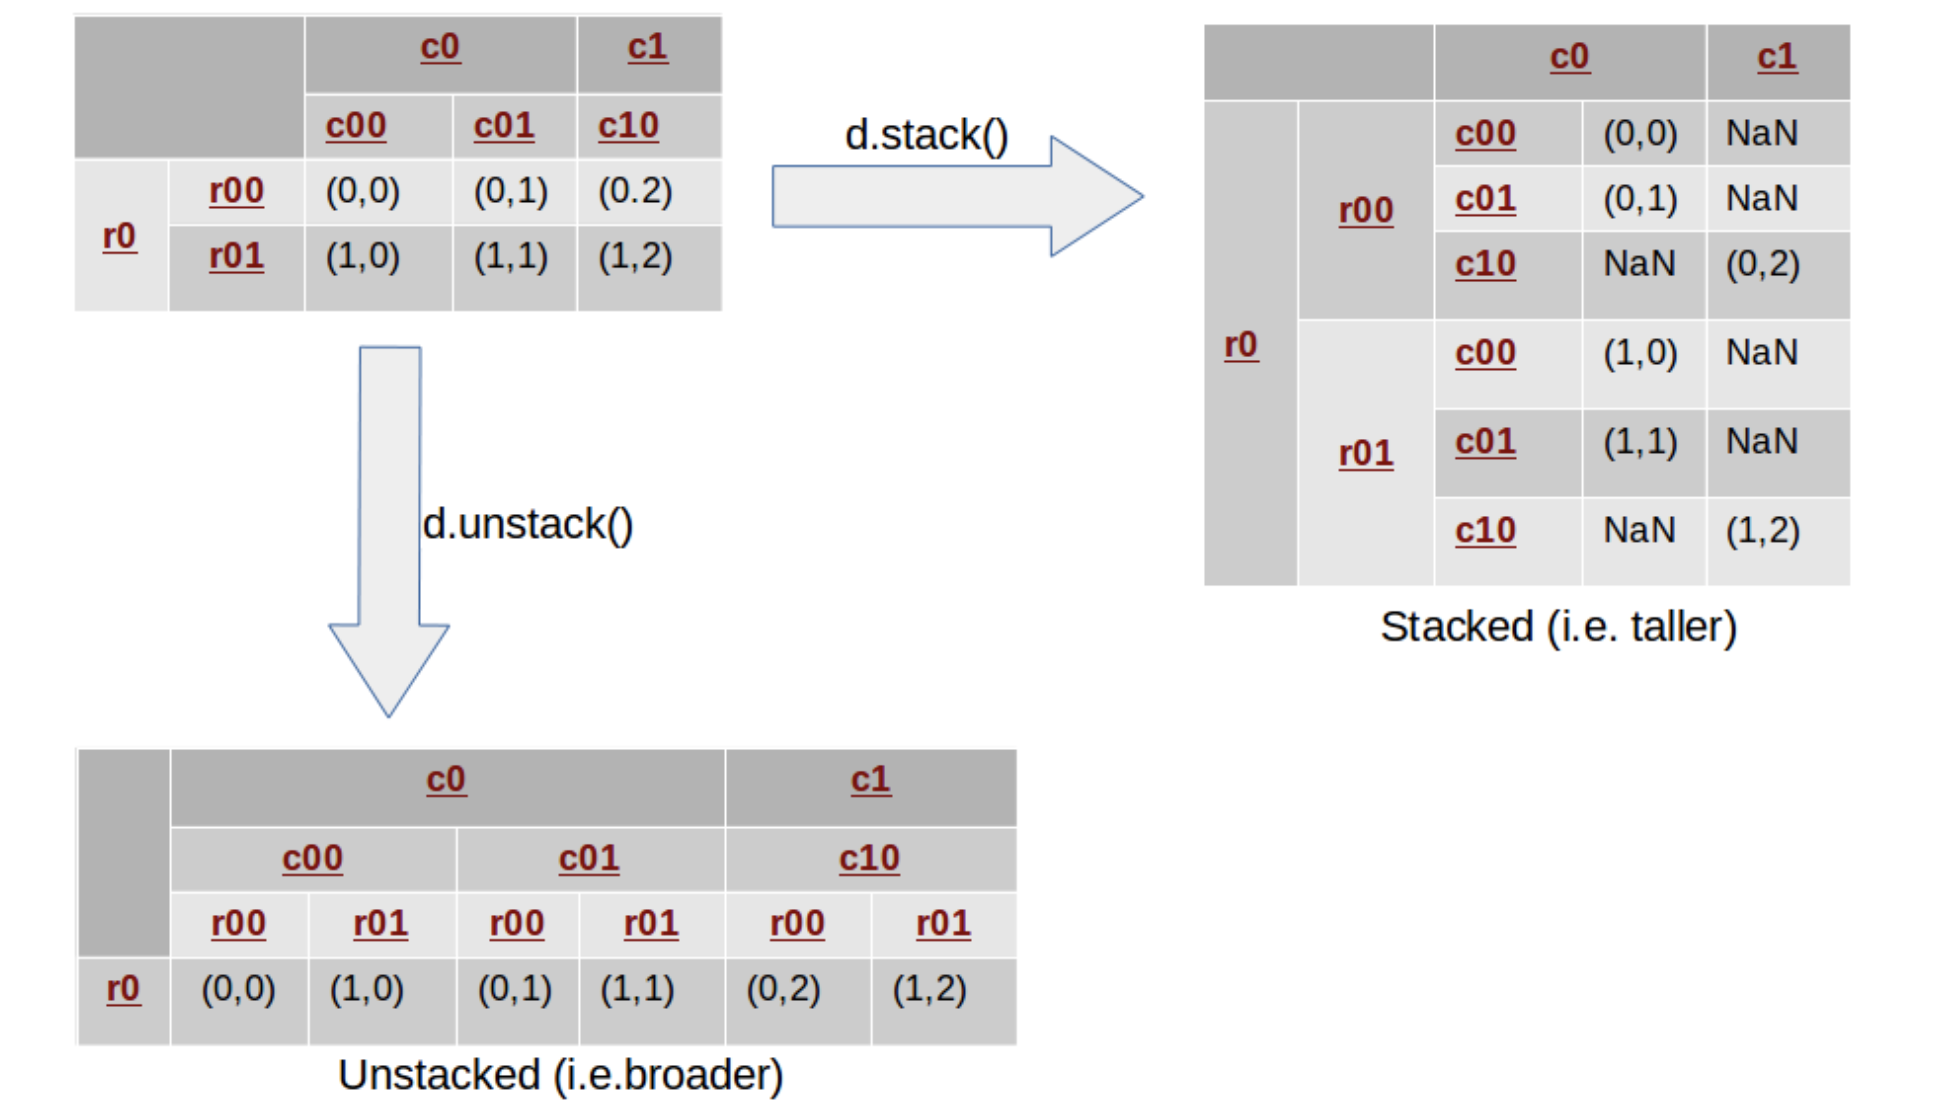 c0 c1
c00 c01 c10
r0 r00 (0,0) (0,1) (0.2)
r01 (1,0) (1,1) (1,2)
d.stack()
c0 c1
r0 r00 c00 (0,0) NaN
c01 (0,1) NaN
c10 NaN (0,2)
r01 c00 (1,0) NaN
c01 (1,1) NaN
c10 NaN (1,2)
Stacked (i.e. taller)
d.unstack()
c0 c1
c00 c01 c10
r00 r01 r00 r01 r00 r01
r0 (0,0) (1,0) (0,1) (1,1) (0,2) (1,2)
Unstacked (i.e.broader)